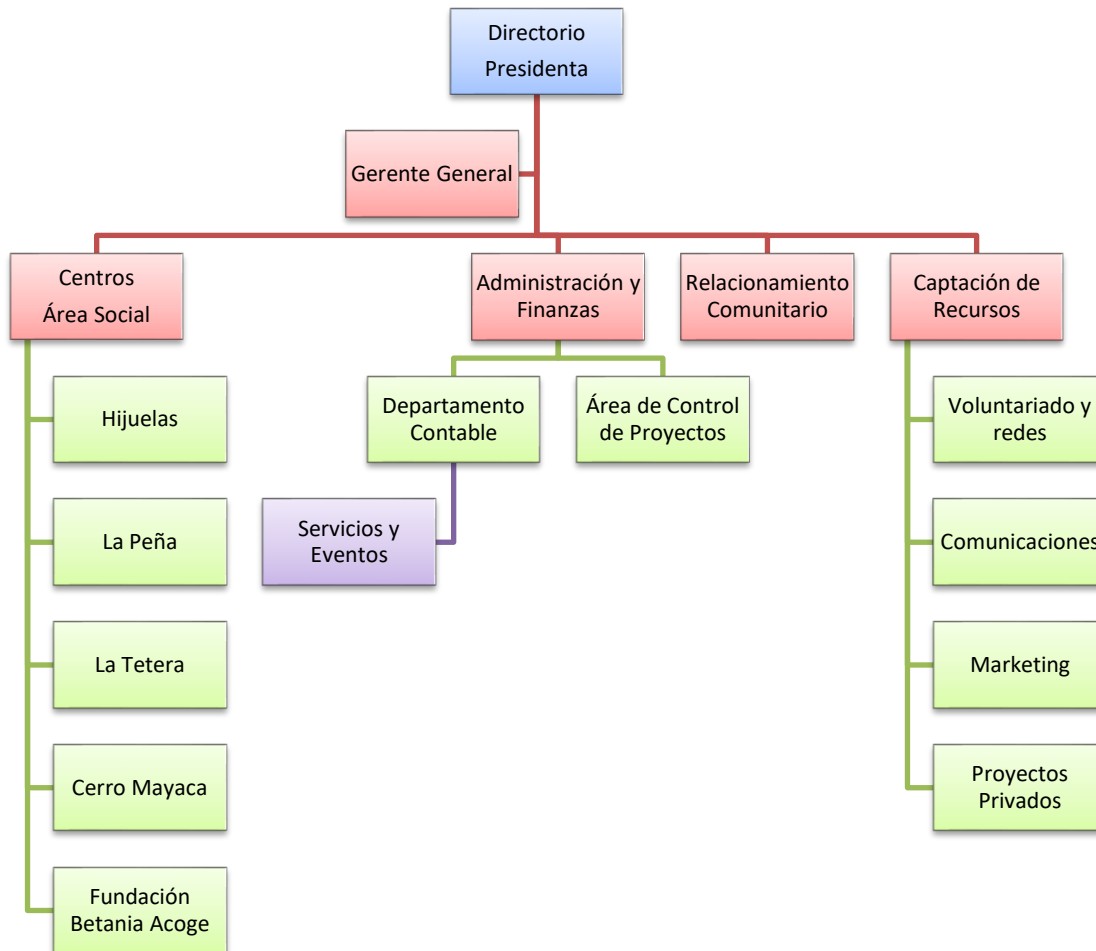 Directorio
Presidenta
Gerente General
Centros
Área Social
Administración y
Finanzas
Relacionamiento
Comunitario
Captación de
Recursos
Hijuelas
La Peña
La Tetera
Cerro Mayaca
Fundación
Betania Acoge
Departamento
Contable
Área de Control
de Proyectos
Servicios y
Eventos
Voluntariado y
redes
Comunicaciones
Marketing
Proyectos
Privados